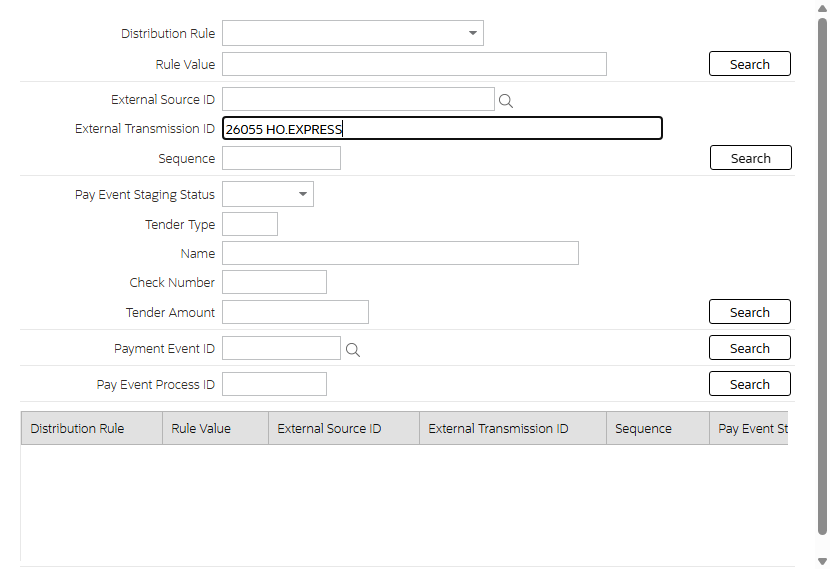 Distribution Rule
Rule Value Search
External Source ID
External Transmission ID 26055 HO.EXPRESS
Sequence Search
Pay Event Staging Status
Tender Type
Name
Check Number
Tender Amount Search
Payment Event ID Search
Pay Event Process ID Search
Distribution Rule Rule Value External Source ID External Transmission ID Sequence Pay Event St